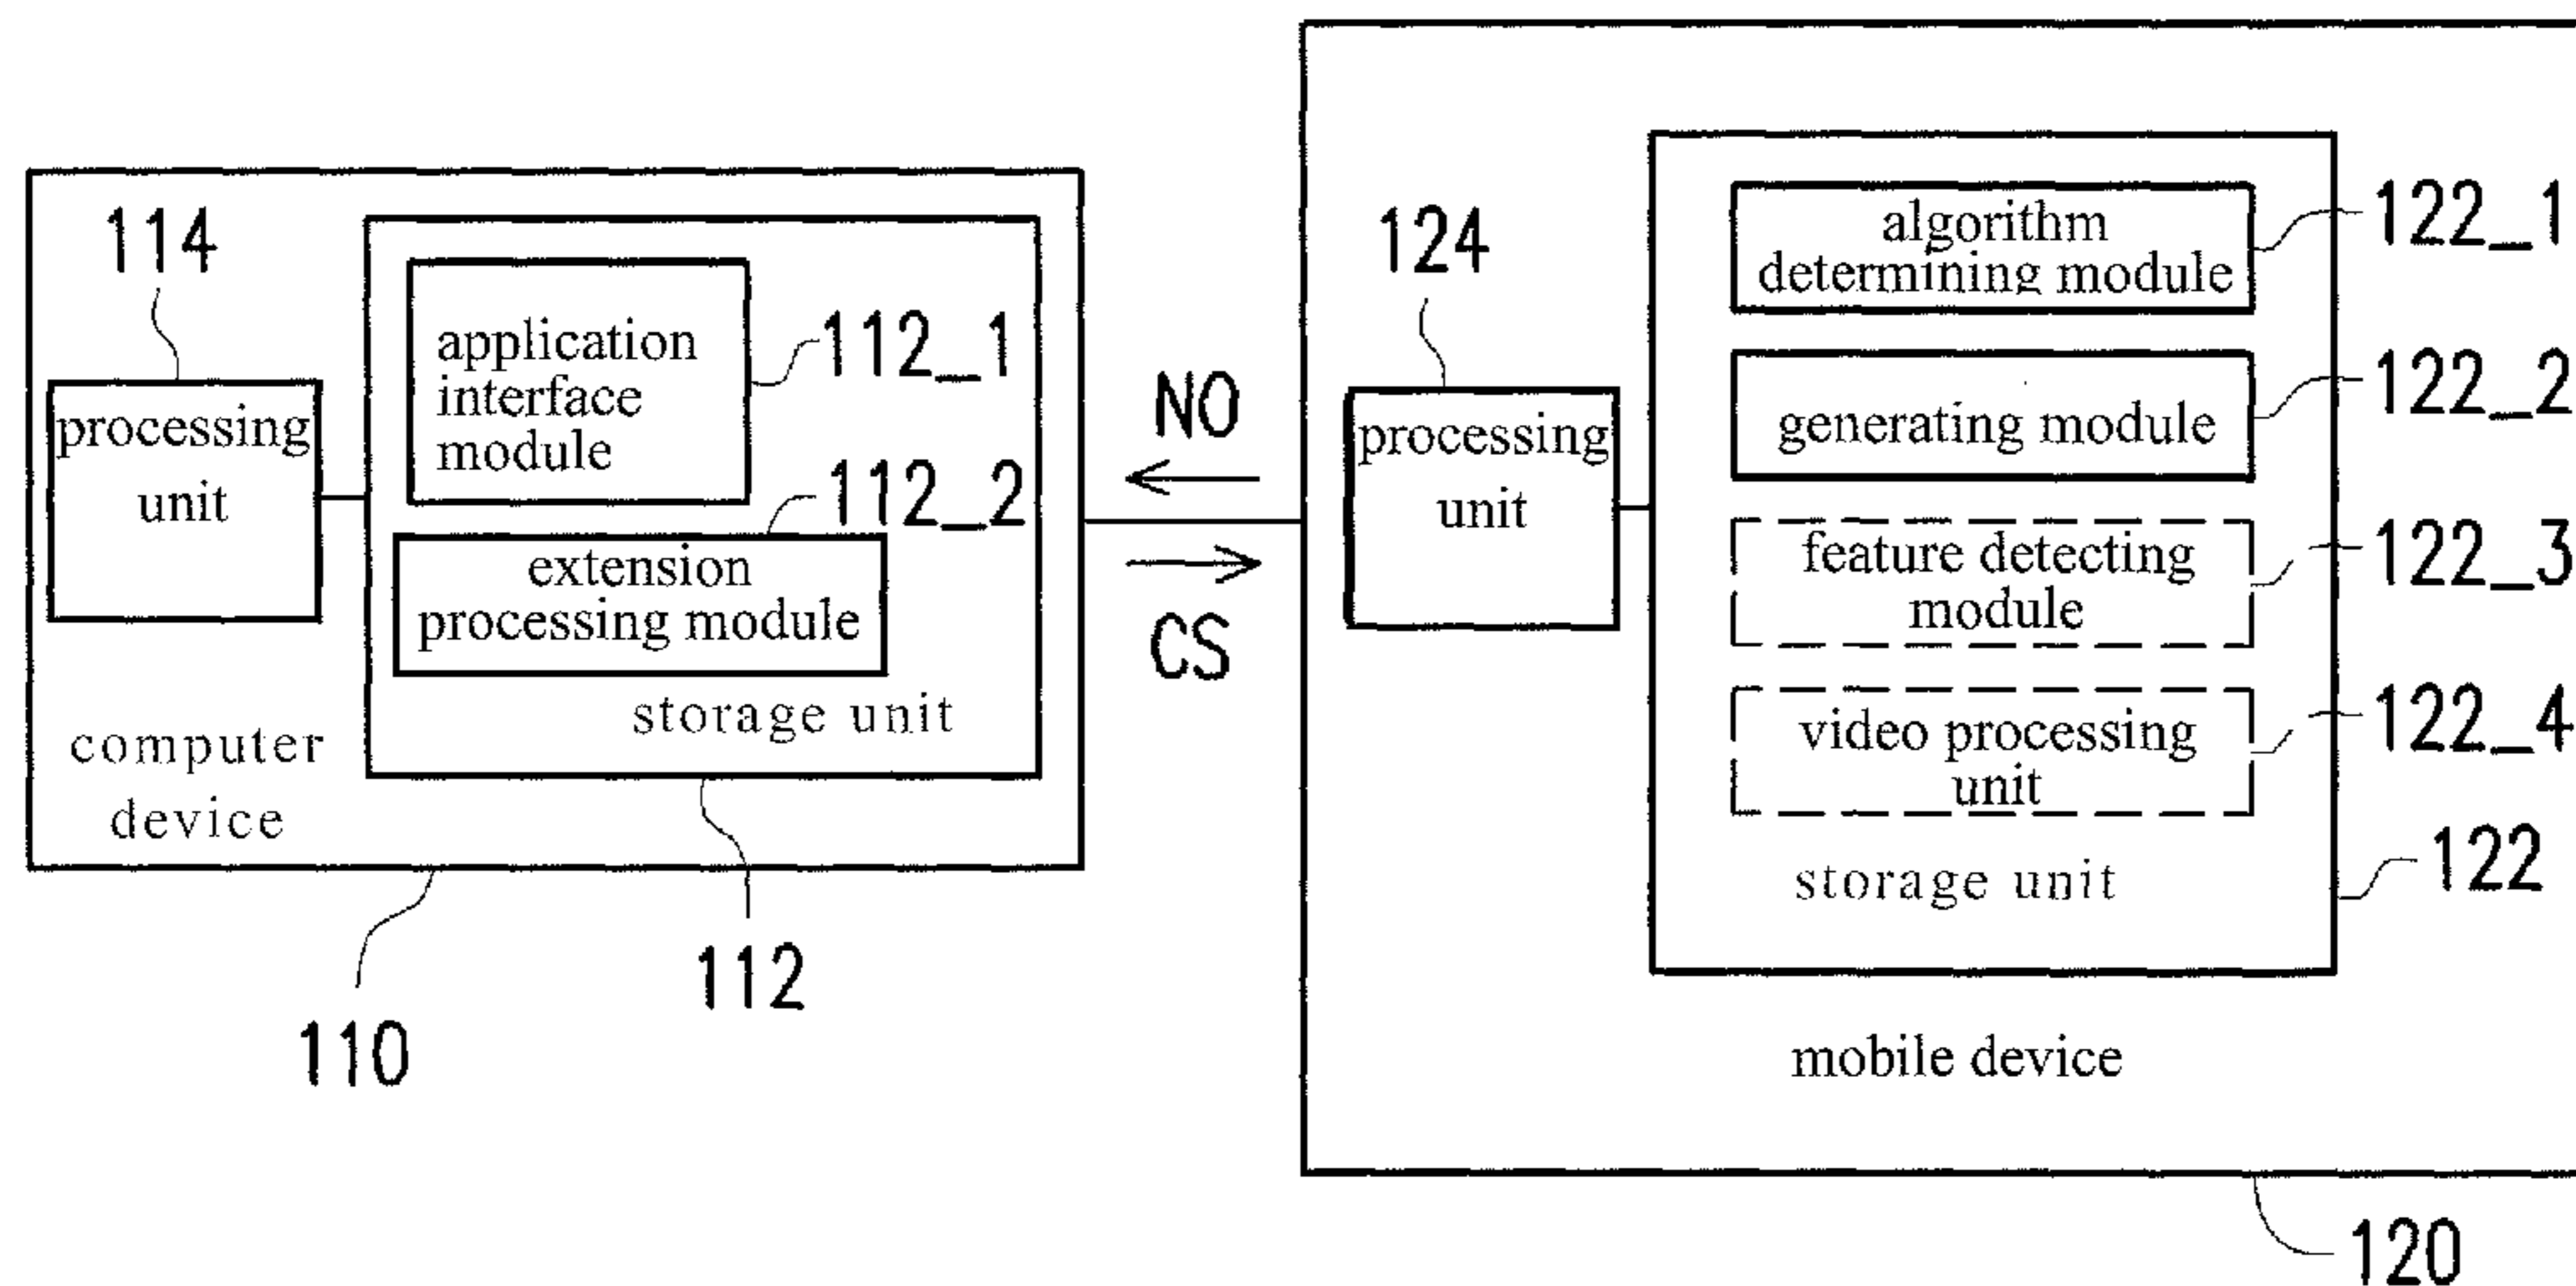 114
processing
unit
application
interface
module
112_1
112_2
extension
processing module
storage unit
computer
device
112
110
NO
CS
124
processing
unit
algorithm
determining module
122_1
generating module
122_2
feature detecting
module
122_3
video processing
unit
122_4
storage unit
122
mobile device
120